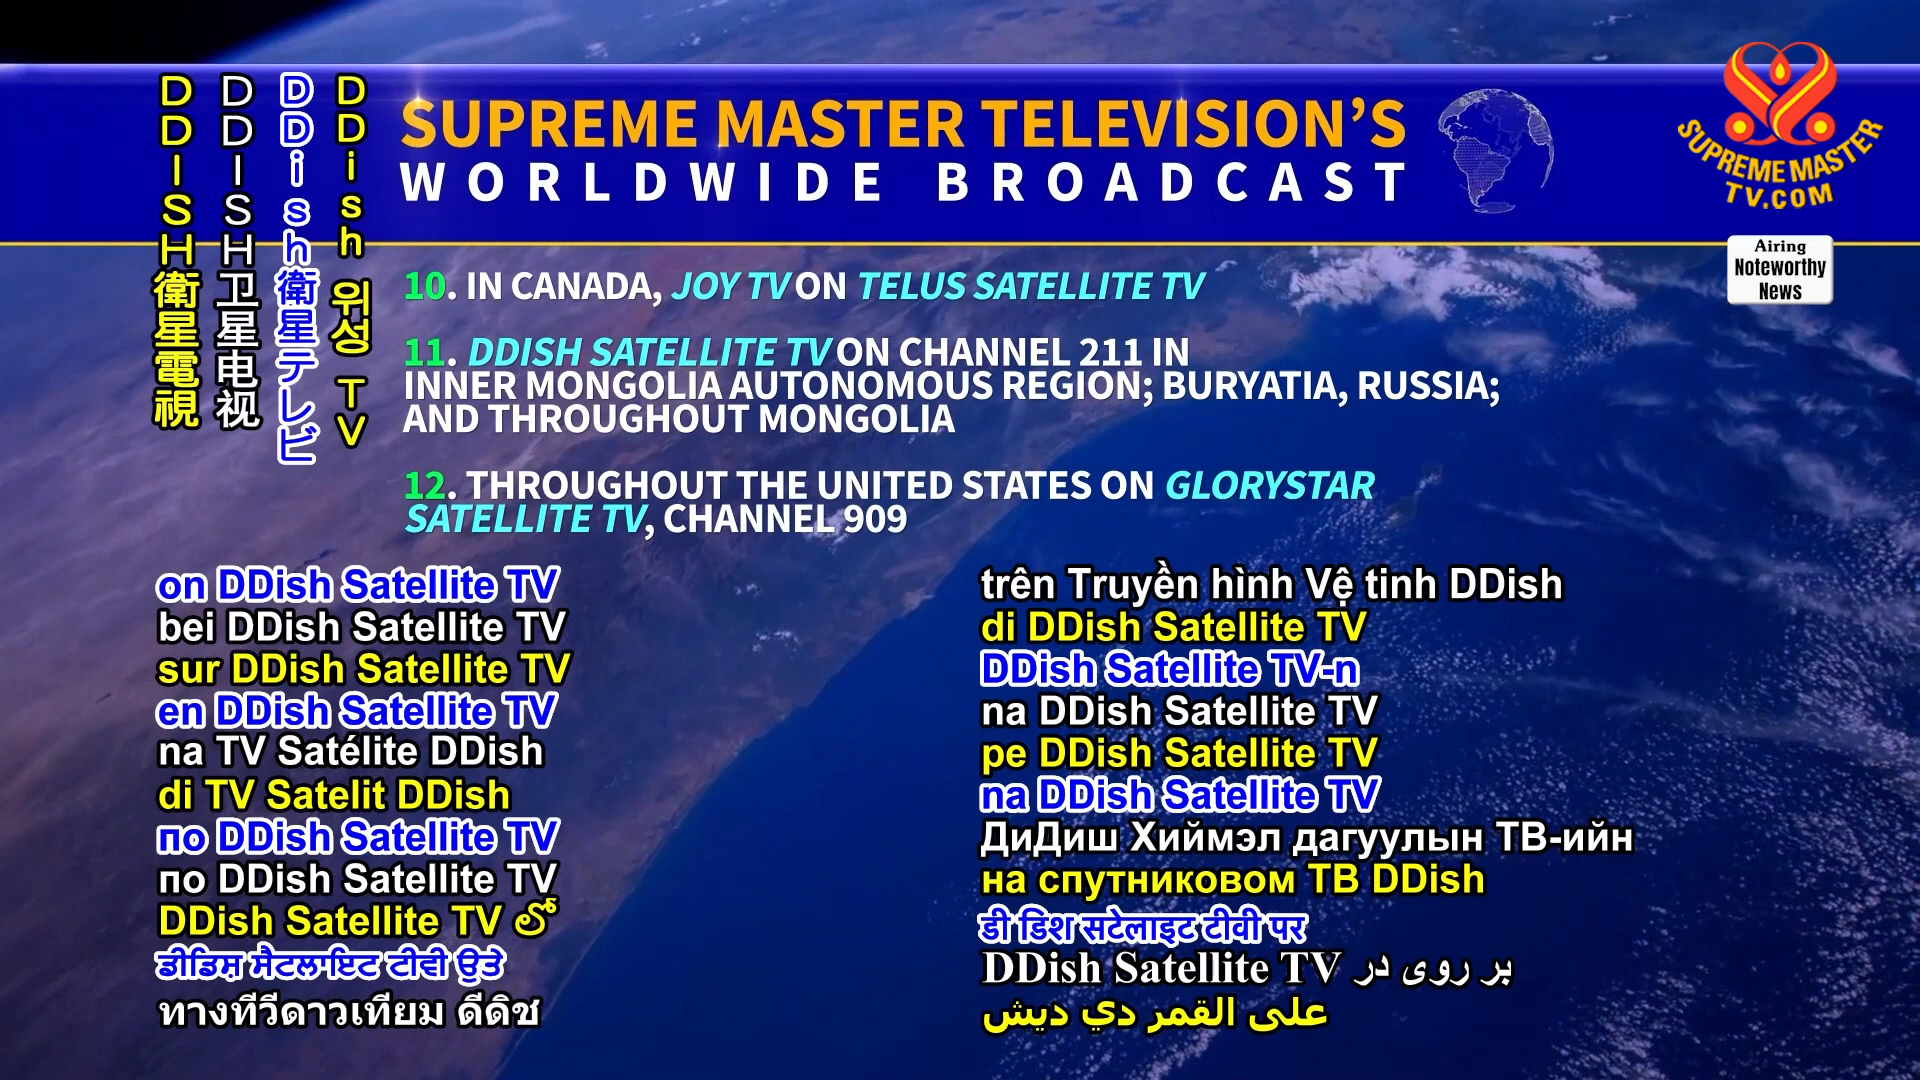 DDISH衛星電視
DDISH卫星电视
DDish衛星テレビ
DDish 위성 TV
SUPREME MASTER TELEVISION’S
WORLDWIDE BROADCAST
SUPREME MASTER
TV.COM
Airing
Noteworthy
News
10. IN CANADA, JOY TV ON TELUS SATELLITE TV
11. DDISH SATELLITE TV ON CHANNEL 211 IN
INNER MONGOLIA AUTONOMOUS REGION; BURYATIA, RUSSIA;
AND THROUGHOUT MONGOLIA
12. THROUGHOUT THE UNITED STATES ON GLORYSTAR
SATELLITE TV, CHANNEL 909
on DDish Satellite TV
bei DDish Satellite TV
sur DDish Satellite TV
en DDish Satellite TV
na TV Satélite DDish
di TV Satelit DDish
по DDish Satellite TV
по DDish Satellite TV
DDish Satellite TV లో
ਡੀਡਿਸ਼ ਸੈਟਲਾਇਟ ਟੀਵੀ ਉਤੇ
ทางทีวีดาวเทียม ดีดิช
trên Truyền hình Vệ tinh DDish
di DDish Satellite TV
DDish Satellite TV-n
na DDish Satellite TV
pe DDish Satellite TV
na DDish Satellite TV
ДиДиш Хиймэл дагуулын ТВ-ийн
на спутниковом ТВ DDish
डी डिश सटेलाइट टीवी पर
DDish Satellite TV بر روی در
على القمر دي ديش